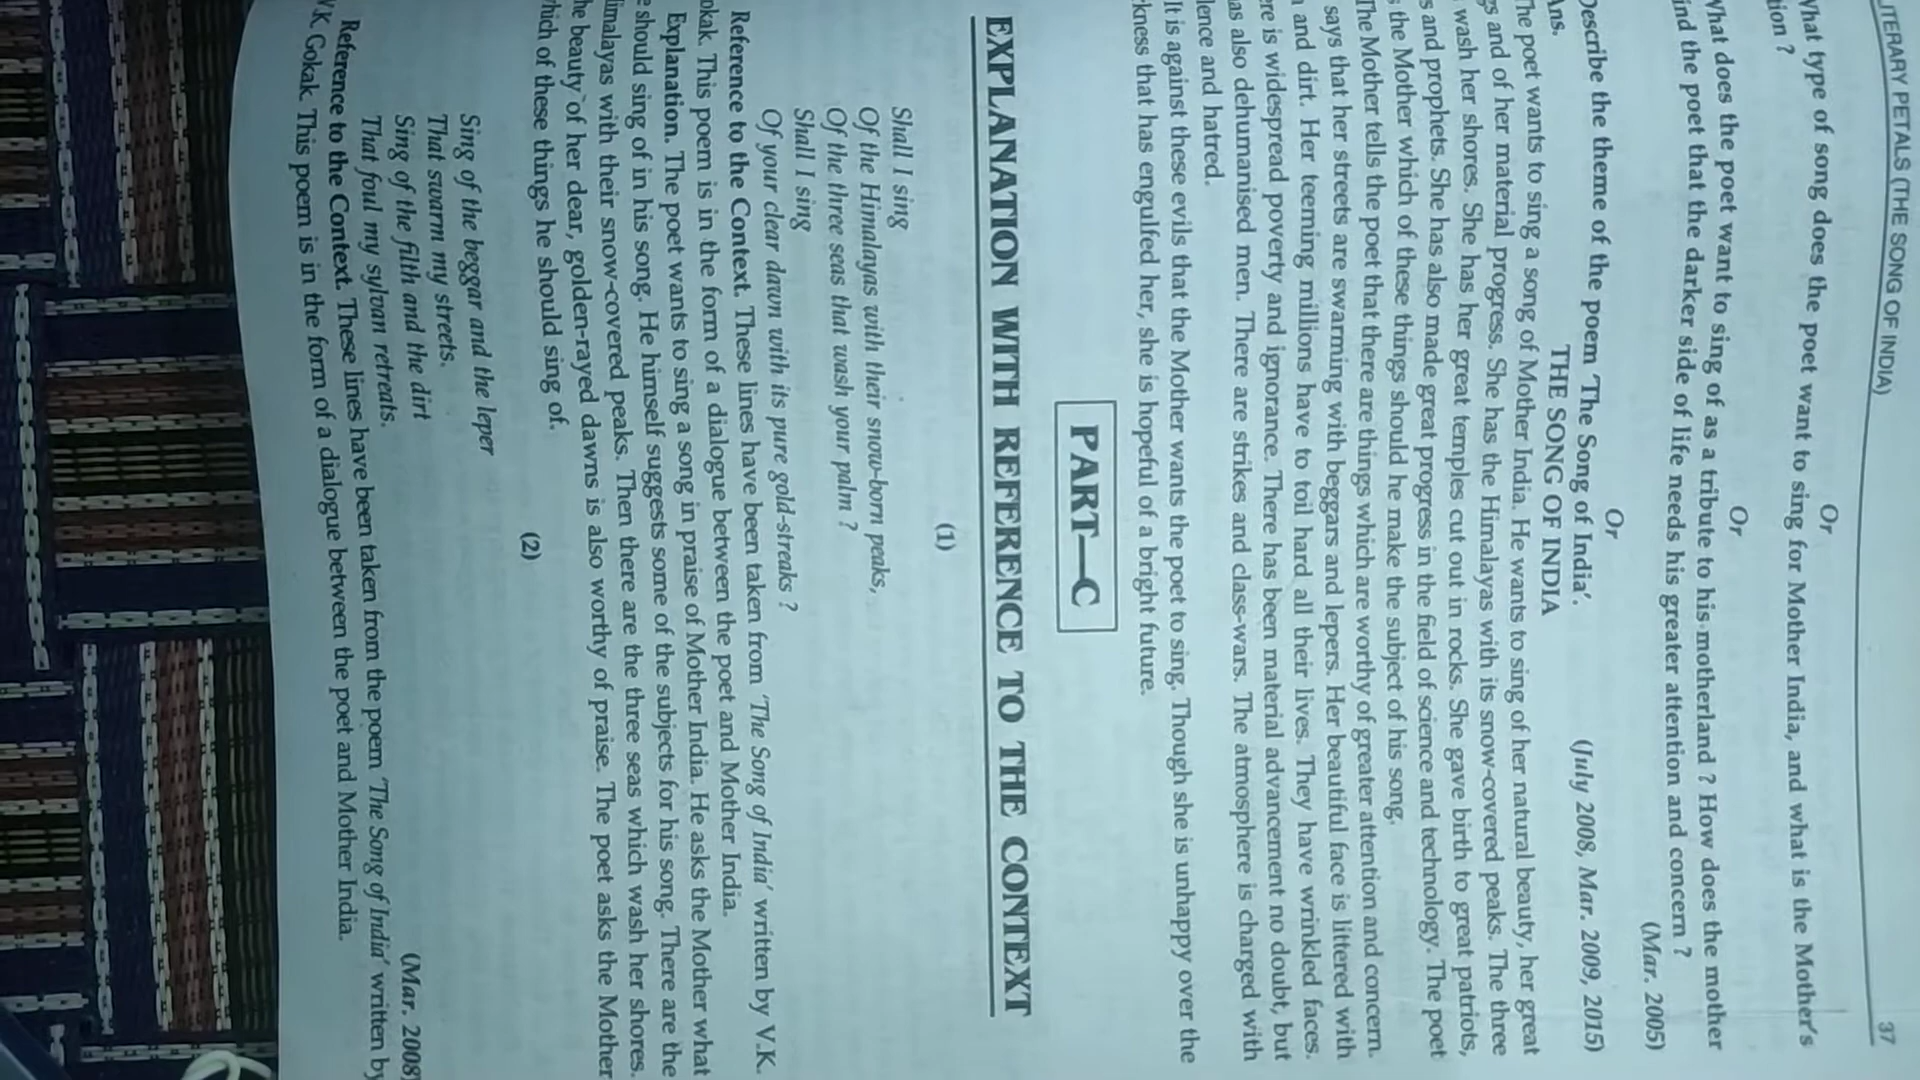 LITERARY PETALS (THE SONG OF INDIA) 37
Or
What type of song does the poet want to sing for Mother India, and what is the Mother's
tion ?
Or
What does the poet want to sing of as a tribute to his motherland ? How does the mother
ind the poet that the darker side of life needs his greater attention and concern ?
(Mar. 2005)
Or
Describe the theme of the poem 'The Song of India'. (July 2008, Mar. 2009, 2015)
THE SONG OF INDIA
Ans.
The poet wants to sing a song of Mother India. He wants to sing of her natural beauty, her great
gs and of her material progress. She has the Himalayas with its snow-covered peaks. The three
wash her shores. She has her great temples cut out in rocks. She gave birth to great patriots,
s and prophets. She has also made great progress in the field of science and technology. The poet
s the Mother which of these things should he make the subject of his song.
The Mother tells the poet that there are things which are worthy of greater attention and concern.
says that her streets are swarming with beggars and lepers. Her beautiful face is littered with
and dirt. Her teeming millions have to toil hard all their lives. They have wrinkled faces.
ere is widespread poverty and ignorance. There has been material advancement no doubt, but
as also dehumanised men. There are strikes and class-wars. The atmosphere is charged with
lence and hatred.
It is against these evils that the Mother wants the poet to sing. Though she is unhappy over the
kness that has engulfed her, she is hopeful of a bright future.
PART—C
EXPLANATION WITH REFERENCE TO THE CONTEXT
(1)
Shall I sing
Of the Himalayas with their snow-born peaks,
Of the three seas that wash your palm ?
Shall I sing
Of your clear dawn with its pure gold-streaks ?
Reference to the Context. These lines have been taken from 'The Song of India' written by V.K.
okak. This poem is in the form of a dialogue between the poet and Mother India.
Explanation. The poet wants to sing a song in praise of Mother India. He asks the Mother what
e should sing of in his song. He himself suggests some of the subjects for his song. There are the
imalayas with their snow-covered peaks. Then there are the three seas which wash her shores.
he beauty of her dear, golden-rayed dawns is also worthy of praise. The poet asks the Mother
hich of these things he should sing of.
(2)
Sing of the beggar and the leper
That swarm my streets.
Sing of the filth and the dirt
That foul my sylvan retreats. (Mar. 2008)
Reference to the Context. These lines have been taken from the poem 'The Song of India' written by
V.K. Gokak. This poem is in the form of a dialogue between the poet and Mother India.